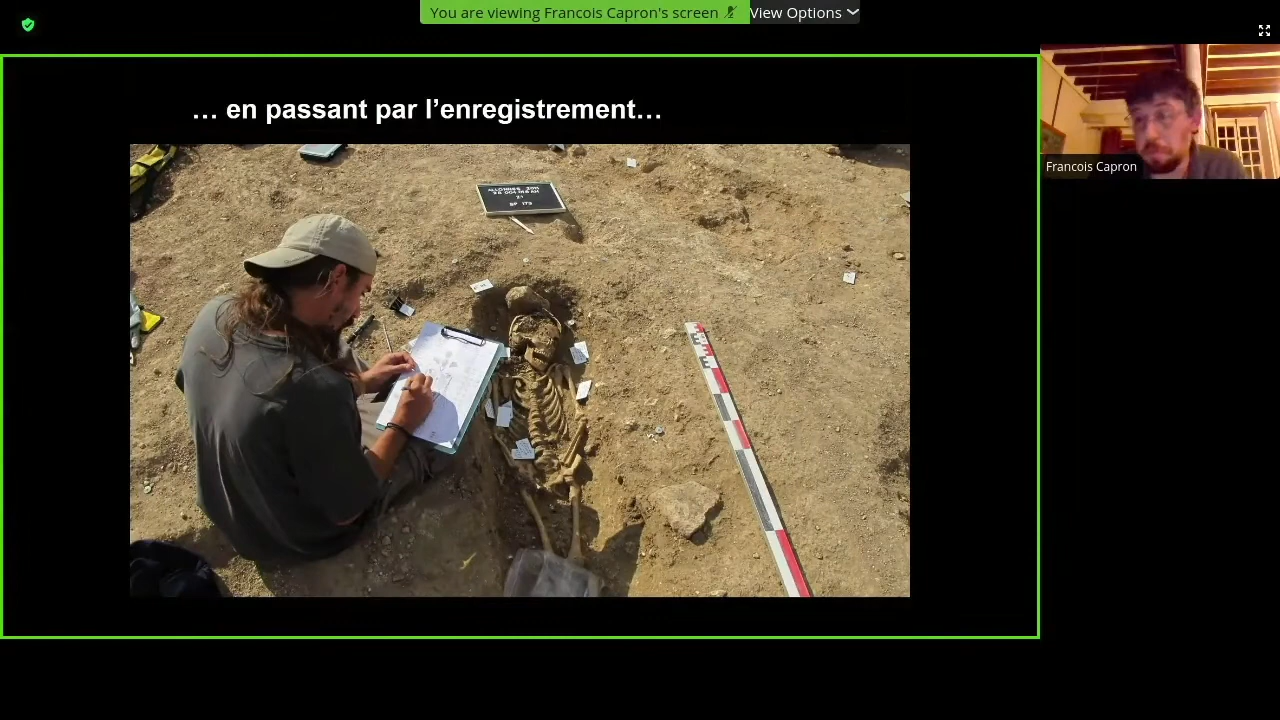 You are viewing Francois Capron's screen
View Options
… en passant par l’enregistrement…
Francois Capron